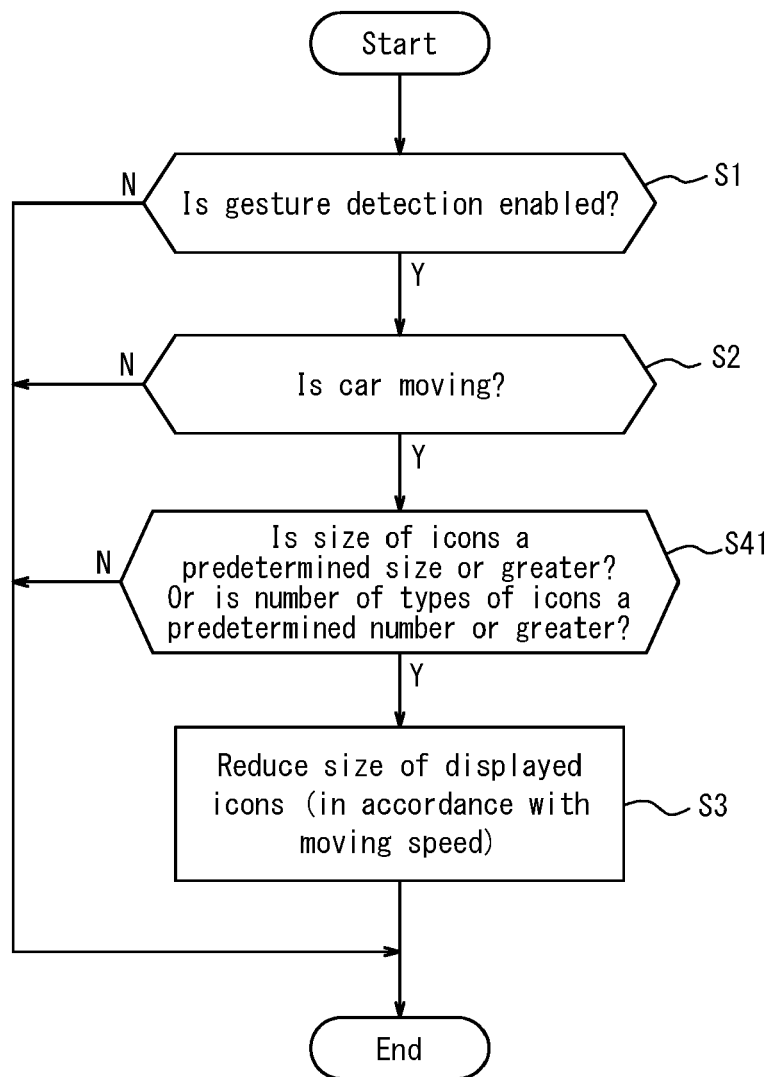 Start
N
Is gesture detection enabled?
S1
Y
N
Is car moving?
S2
Y
N
Is size of icons a
predetermined size or greater?
Or is number of types of icons a
predetermined number or greater?
S41
Y
Reduce size of displayed
icons (in accordance with
moving speed)
S3
End